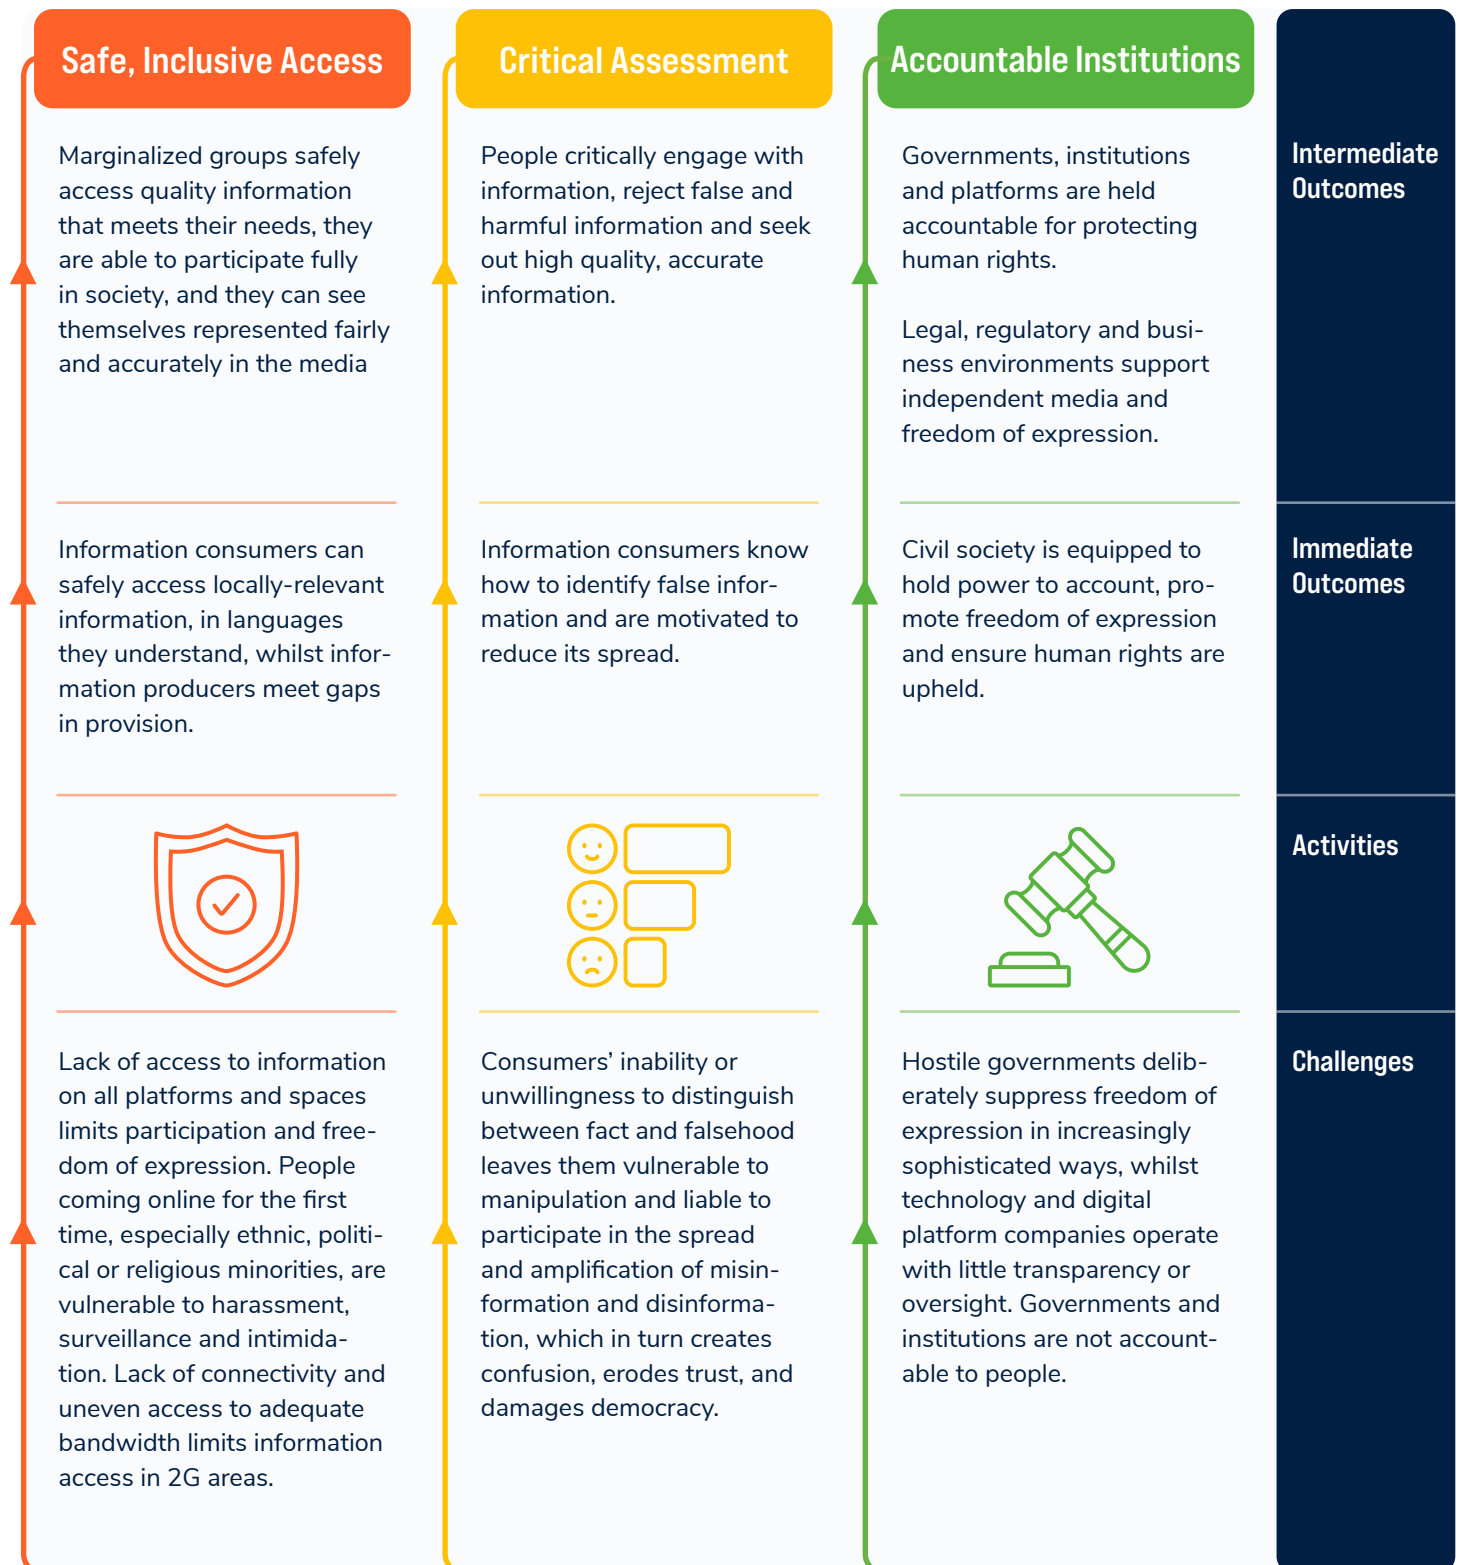 Safe, Inclusive Access
Critical Assessment
Accountable Institutions
Marginalized groups safely
access quality information
that meets their needs, they
are able to participate fully
in society, and they can see
themselves represented fairly
and accurately in the media
People critically engage with
information, reject false and
harmful information and seek
out high quality, accurate
information.
Governments, institutions
and platforms are held
accountable for protecting
human rights.
Legal, regulatory and busi-
ness environments support
independent media and
freedom of expression.
Intermediate
Outcomes
Information consumers can
safely access locally-relevant
information, in languages
they understand, whilst infor-
mation producers meet gaps
in provision.
Information consumers know
how to identify false infor-
mation and are motivated to
reduce its spread.
Civil society is equipped to
hold power to account, pro-
mote freedom of expression
and ensure human rights are
upheld.
Immediate
Outcomes
Activities
Lack of access to information
on all platforms and spaces
limits participation and free-
dom of expression. People
coming online for the first
time, especially ethnic, politi-
cal or religious minorities, are
vulnerable to harassment,
surveillance and intimida-
tion. Lack of connectivity and
uneven access to adequate
bandwidth limits information
access in 2G areas.
Consumers’ inability or
unwillingness to distinguish
between fact and falsehood
leaves them vulnerable to
manipulation and liable to
participate in the spread
and amplification of misin-
formation and disinforma-
tion, which in turn creates
confusion, erodes trust, and
damages democracy.
Hostile governments delib-
erately suppress freedom of
expression in increasingly
sophisticated ways, whilst
technology and digital
platform companies operate
with little transparency or
oversight. Governments and
institutions are not account-
able to people.
Challenges